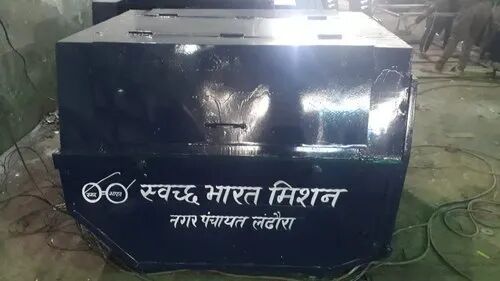 स्वच्छ भारत मिशन
नगर पंचायत लंढौरा